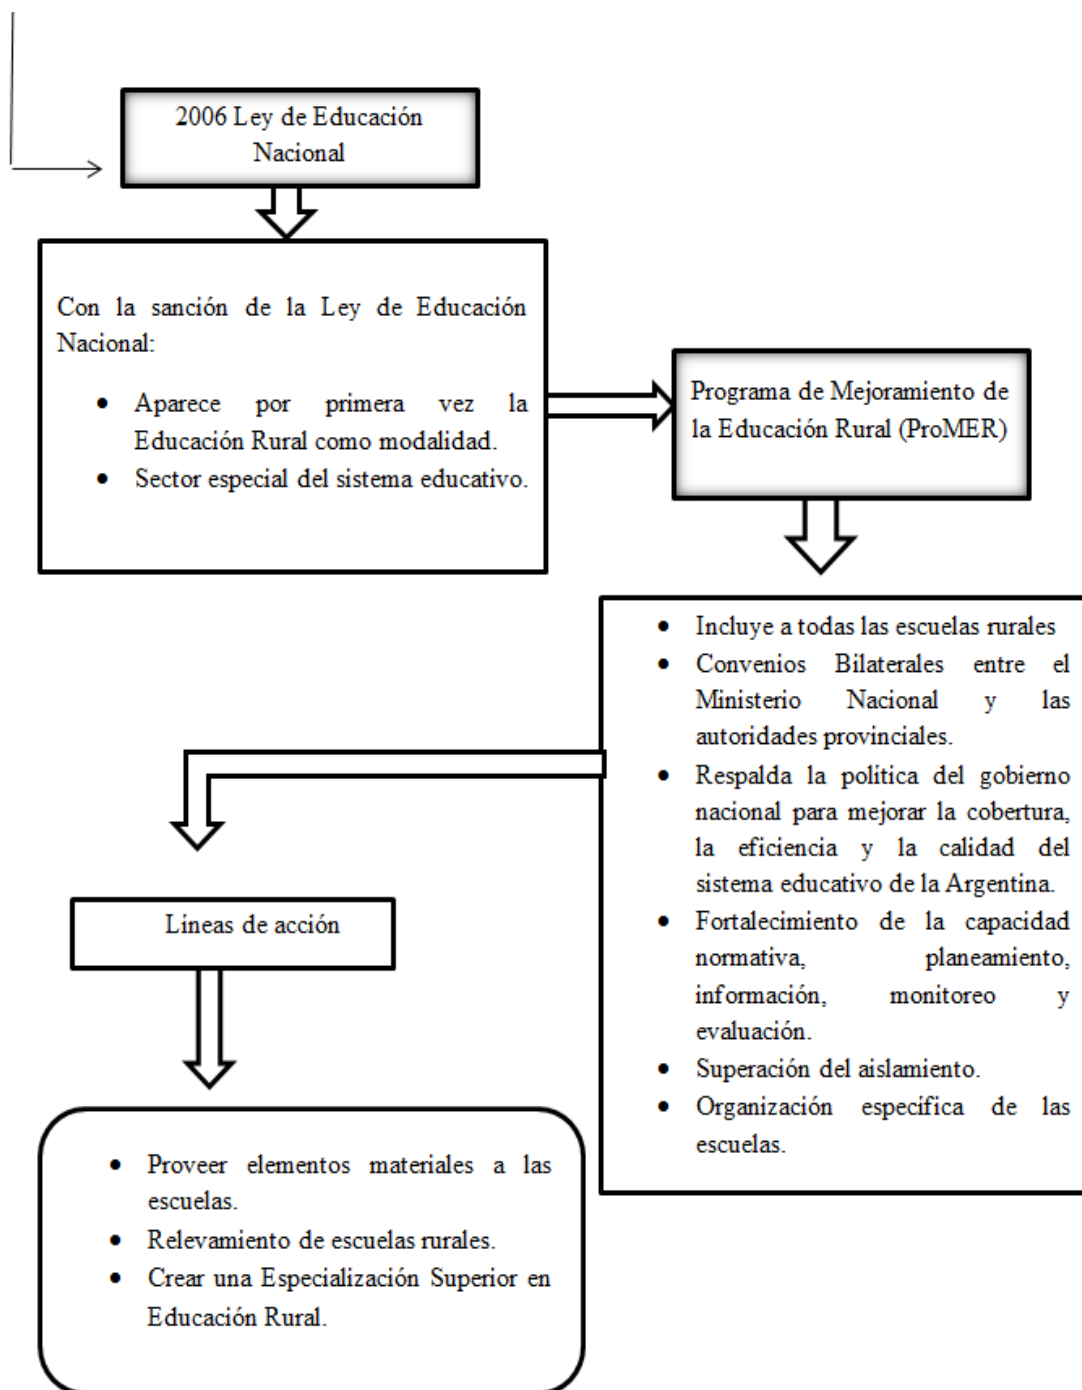 2006 Ley de Educación
Nacional
Con la sanción de la Ley de Educación
Nacional:
• Aparece por primera vez la
Educación Rural como modalidad.
• Sector especial del sistema educativo.
Programa de Mejoramiento de
la Educación Rural (ProMER)
• Incluye a todas las escuelas rurales
• Convenios Bilaterales entre el
Ministerio Nacional y las
autoridades provinciales.
• Respalda la política del gobierno
nacional para mejorar la cobertura,
la eficiencia y la calidad del
sistema educativo de la Argentina.
• Fortalecimiento de la capacidad
normativa, planeamiento,
información, monitoreo y
evaluación.
• Superación del aislamiento.
• Organización específica de las
escuelas.
Líneas de acción
• Proveer elementos materiales a las
escuelas.
• Relevamiento de escuelas rurales.
• Crear una Especialización Superior en
Educación Rural.